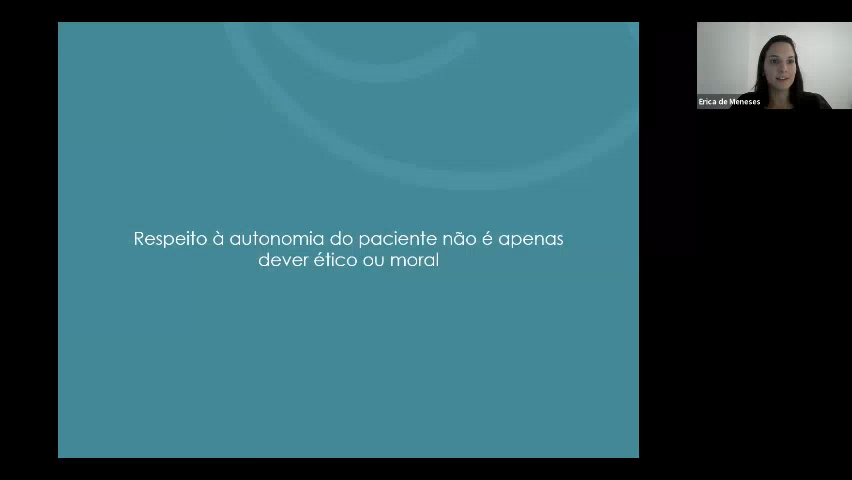 Respeito à autonomia do paciente não é apenas
dever ético ou moral
Erica de Meneses